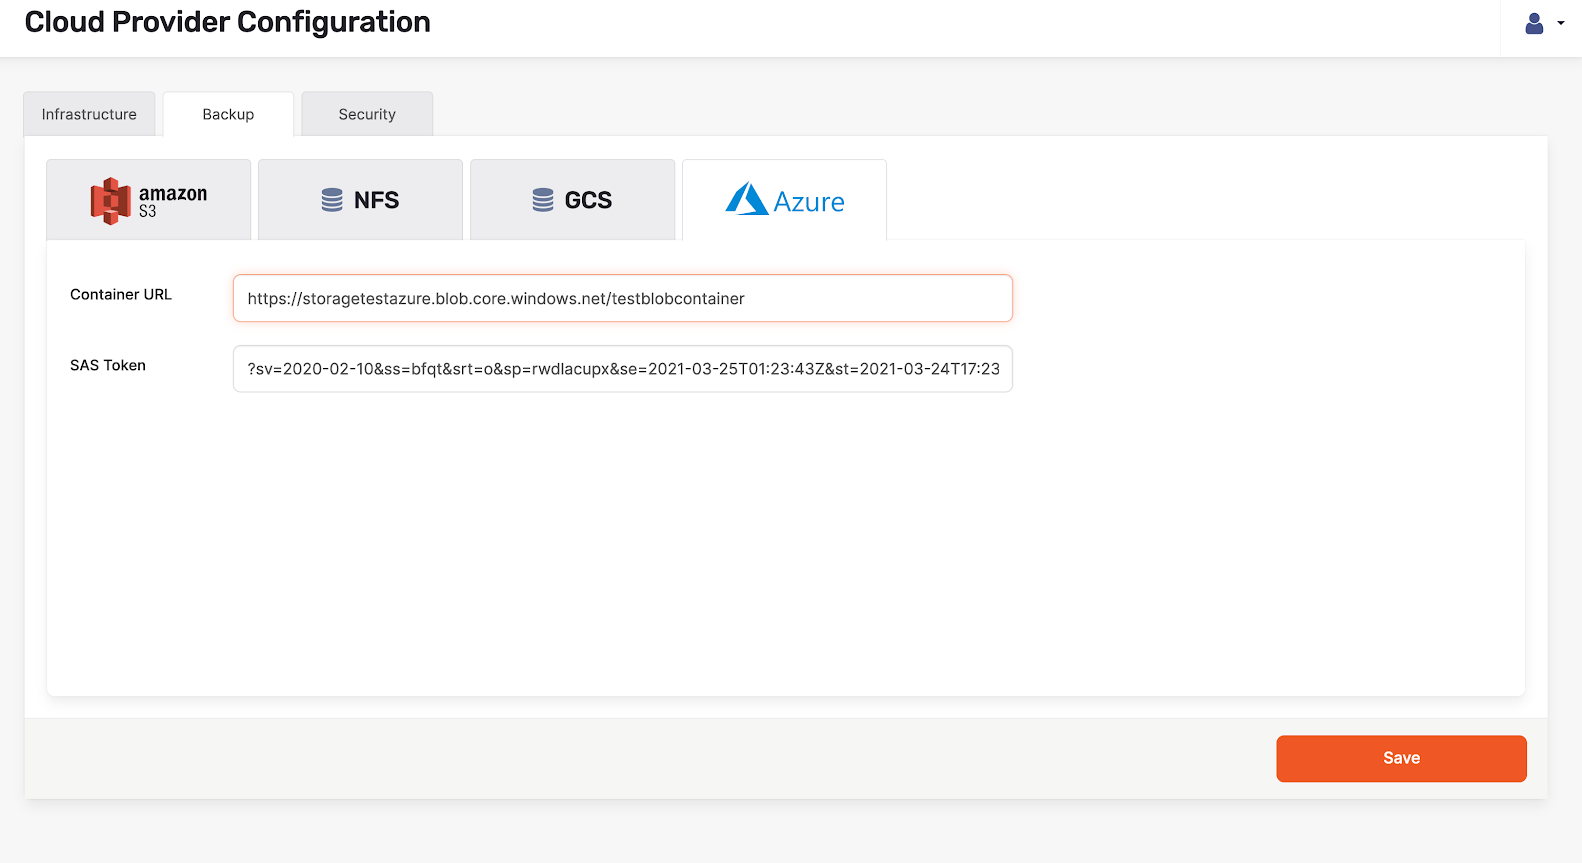 Cloud Provider Configuration
Infrastructure
Backup
Security
amazon
S3
NFS
GCS
Azure
Container URL
https://storagetestazure.blob.core.windows.net/testblobcontainer
SAS Token
?sv=2020-02-10&ss=bfqt&srt=o&sp=rwdlacupx&se=2021-03-25T01:23:43Z&st=2021-03-24T17:23
Save